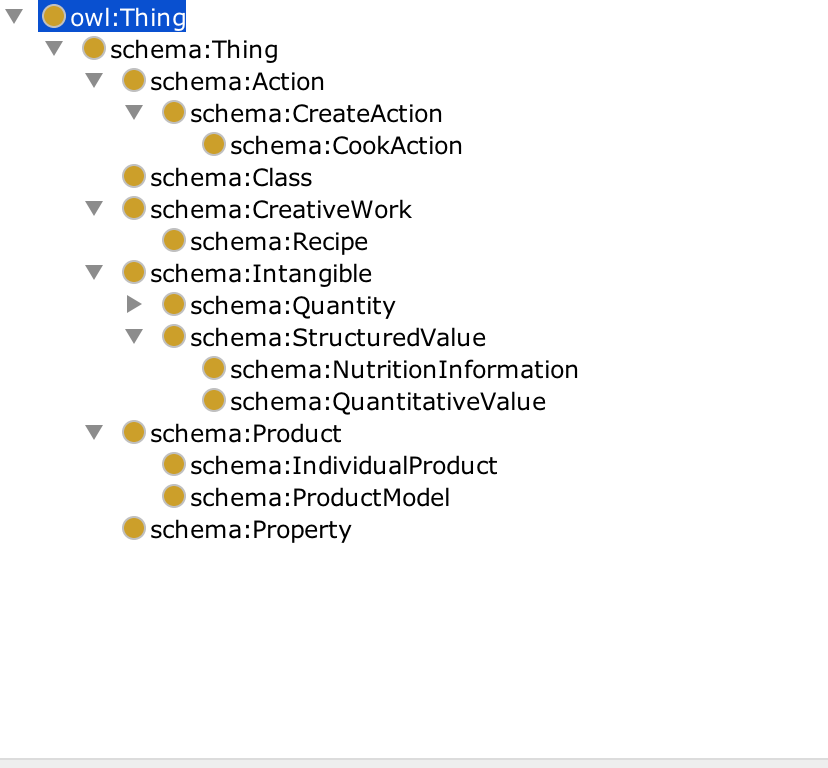 owl:Thing
schema:Thing
schema:Action
schema:CreateAction
schema:CookAction
schema:Class
schema:CreativeWork
schema:Recipe
schema:Intangible
schema:Quantity
schema:StructuredValue
schema:NutritionInformation
schema:QuantitativeValue
schema:Product
schema:IndividualProduct
schema:ProductModel
schema:Property